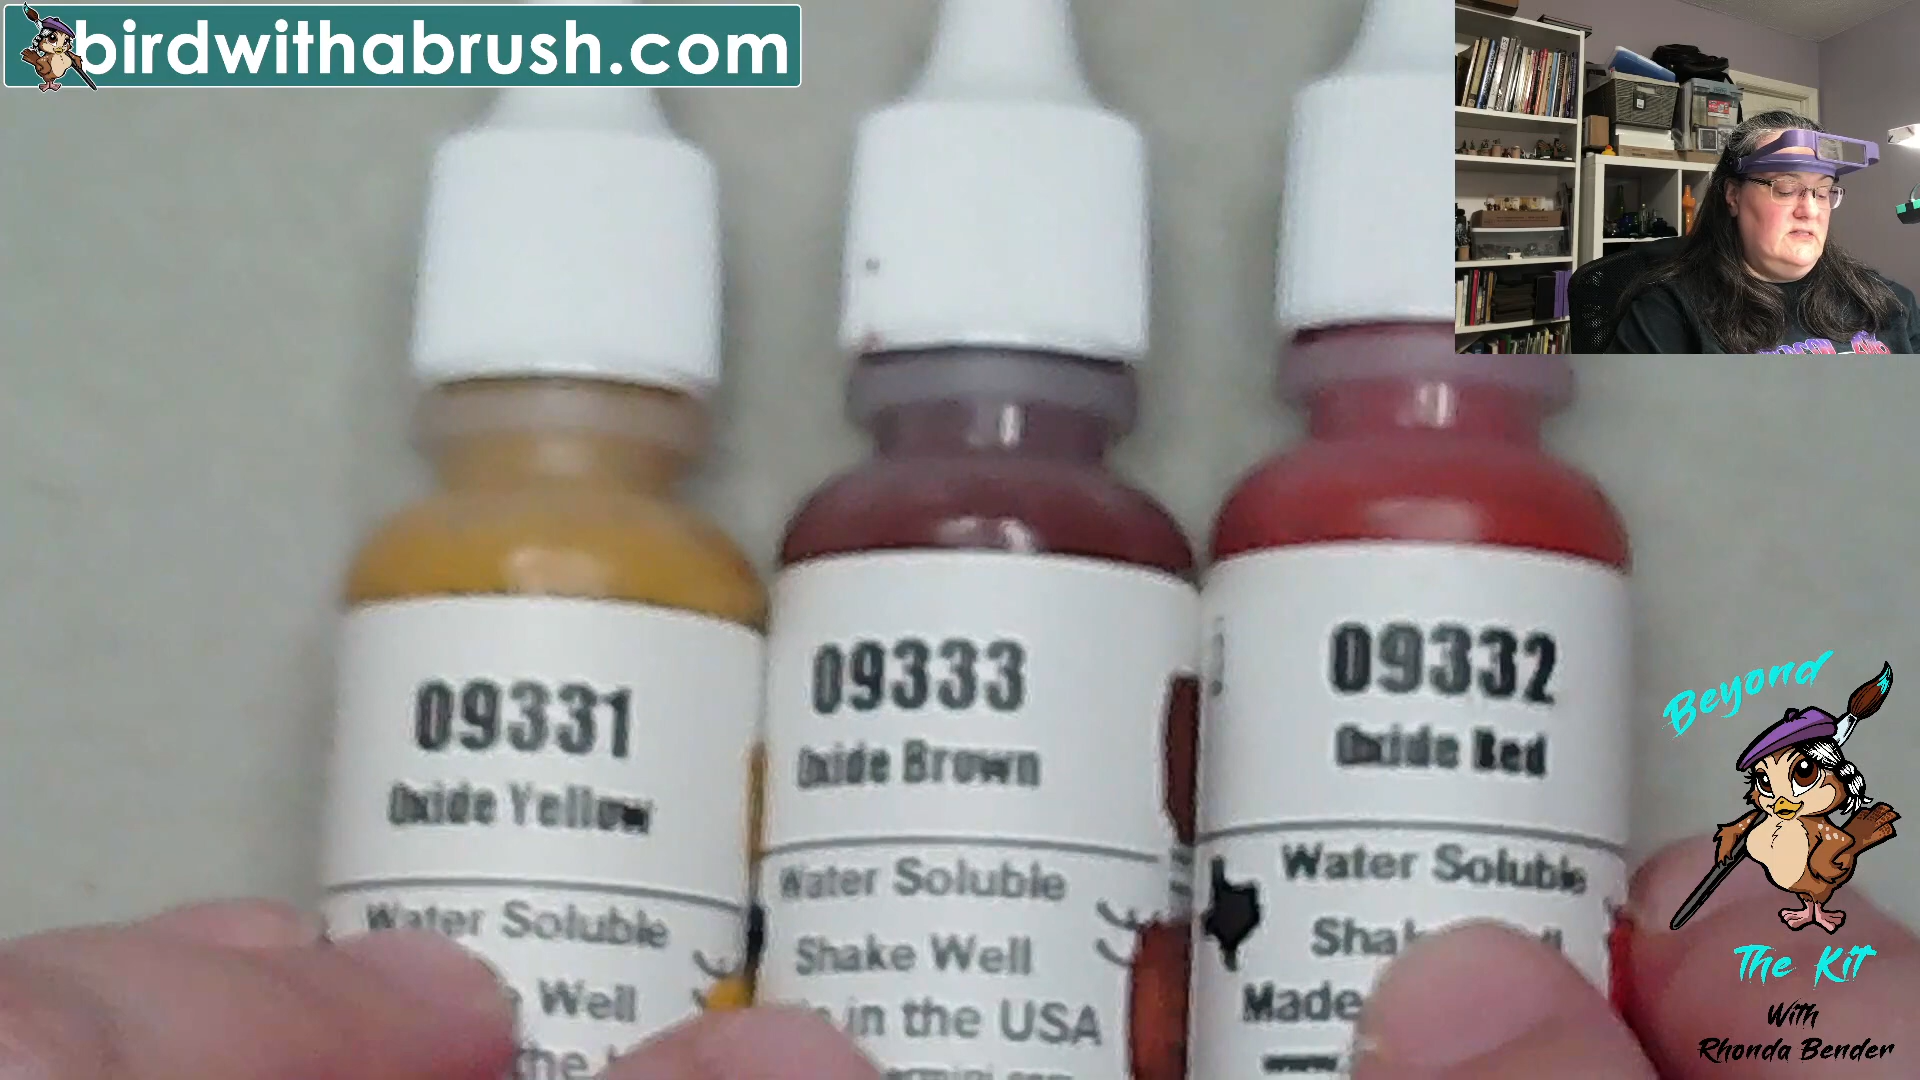 birdwithabrush.com
09331
Oxide Yellow
Water Soluble
Well
the
09333
Oxide Brown
Water Soluble
Shake Well
in the USA
09332
Oxide Red
Water Soluble
Made
Beyond
The Kit
With
Rhonda Bender